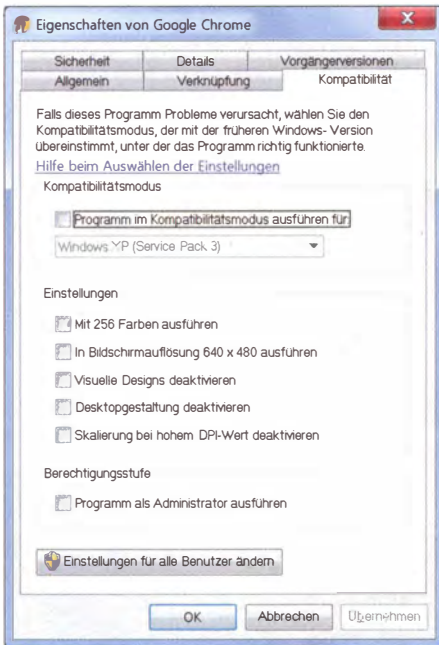 Eigenschaften von Google Chrome
Sicherheit Details Vorgängerversionen
Allgemein Verknüpfung Kompatibilität
Falls dieses Programm Probleme verursacht, wählen Sie den
Kompatibilitätsmodus, der mit der früheren Windows-Version
übereinstimmt, unter der das Programm richtig funktionierte.
Hilfe beim Auswählen der Einstellungen
Kompatibilitätsmodus
Programm im Kompatibilitätsmodus ausführen für:
Windows XP (Service Pack 3)
Einstellungen
Mit 256 Farben ausführen
In Bildschirmauflösung 640 x 480 ausführen
Visuelle Designs deaktivieren
Desktopgestaltung deaktivieren
Skalierung bei hohem DPI-Wert deaktivieren
Berechtigungsstufe
Programm als Administrator ausführen
Einstellungen für alle Benutzer ändern
OK Abbrechen Übernehmen